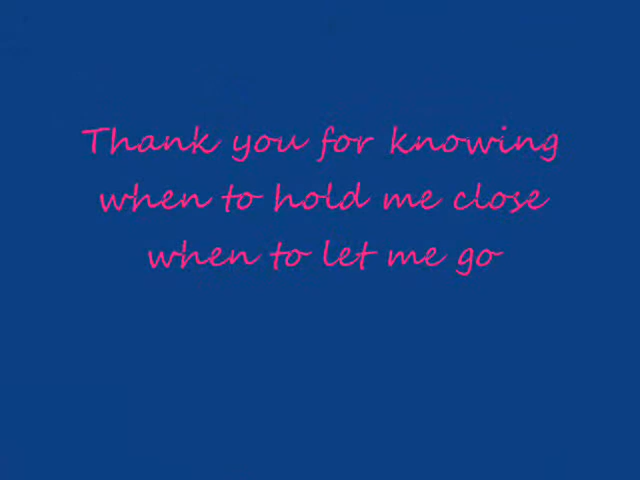 Thank you for knowing
when to hold me close
when to let me go